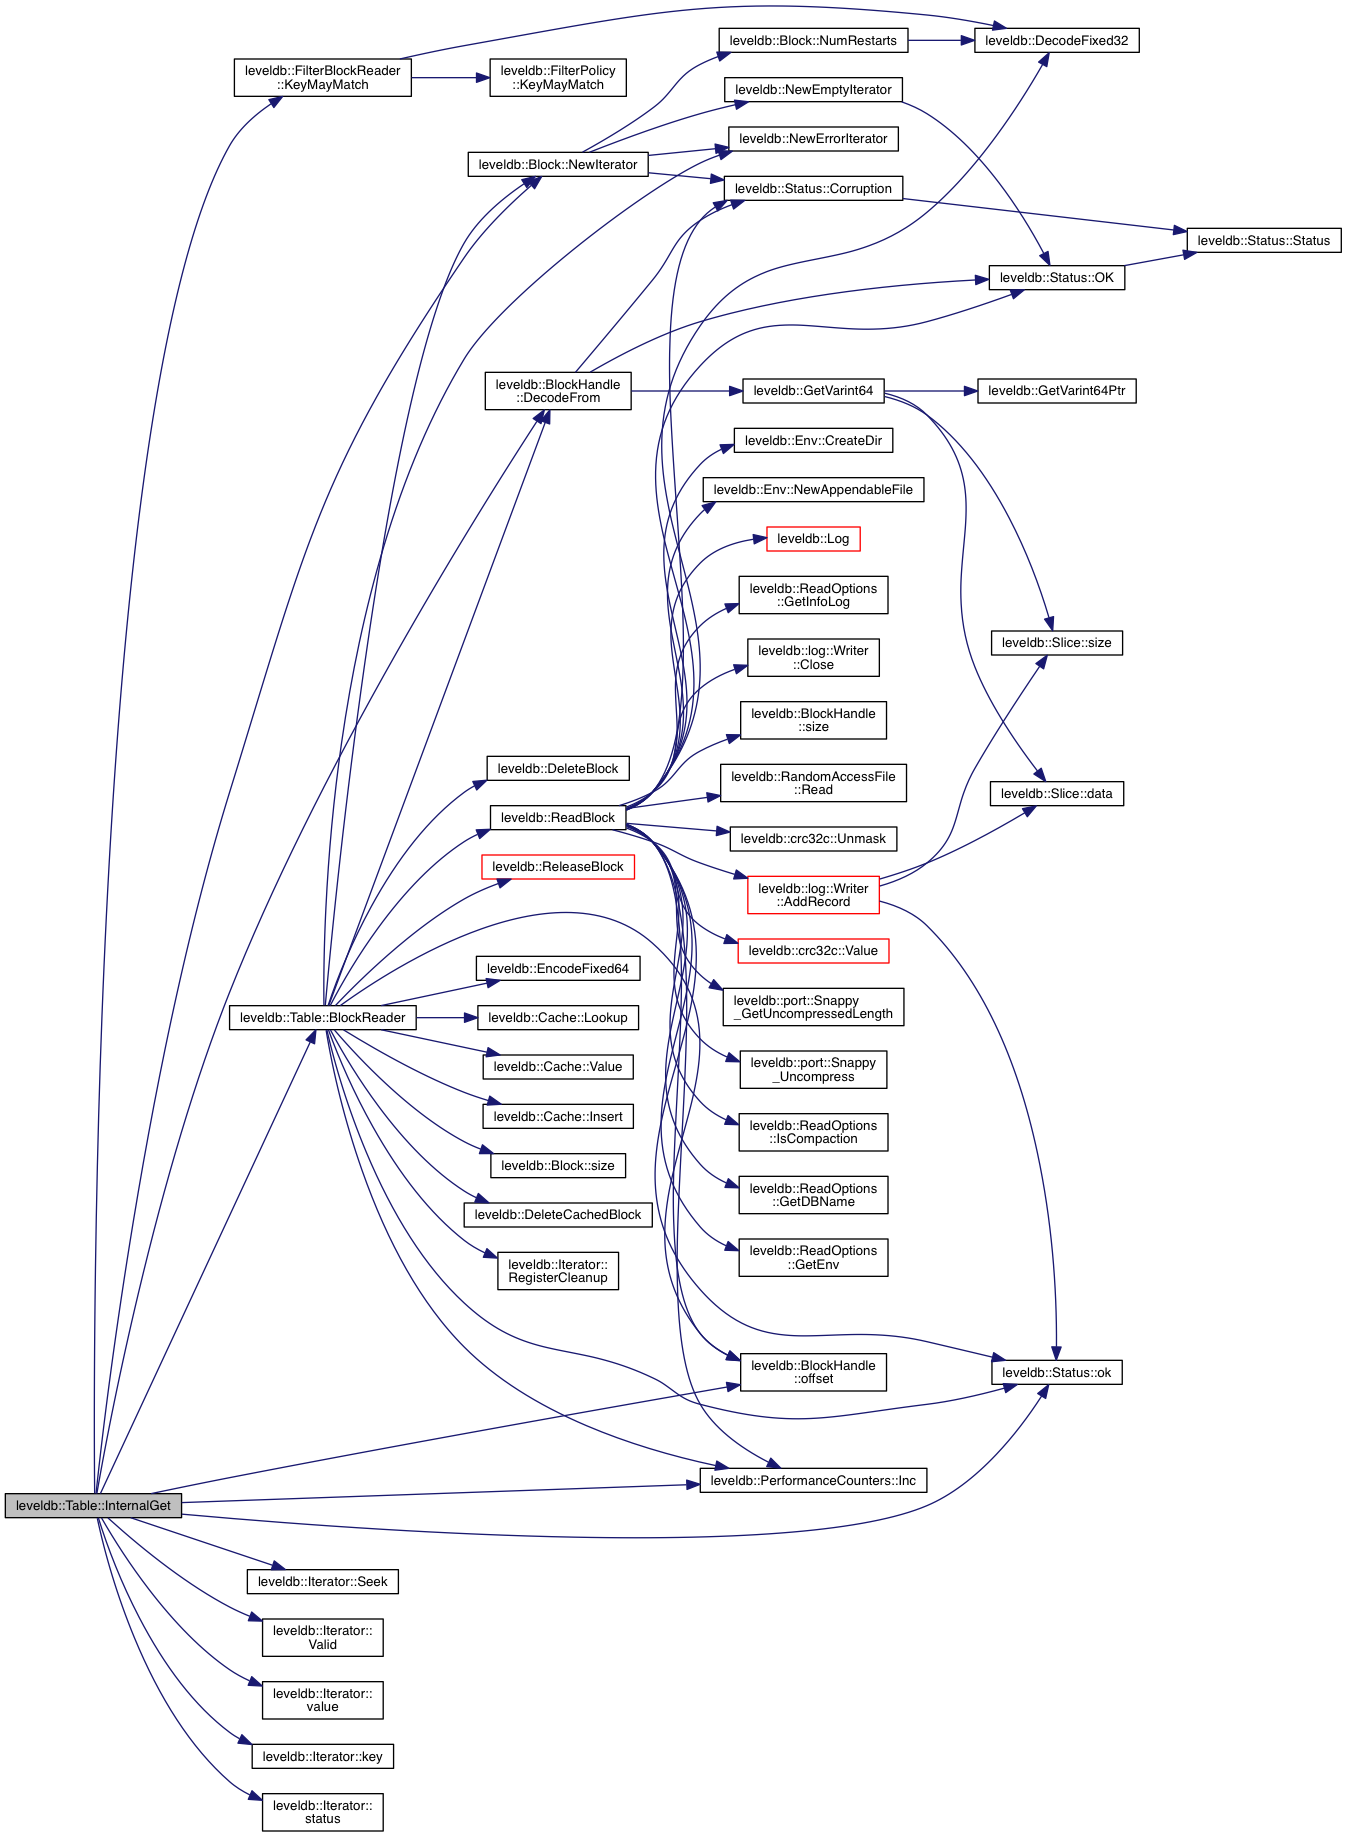 leveldb::DecodeFixed32
leveldb::Block::NumRestarts
leveldb::FilterBlockReader
::KeyMayMatch
leveldb::FilterPolicy
::KeyMayMatch
leveldb::NewEmptyIterator
leveldb::NewErrorIterator
leveldb::Block::NewIterator
leveldb::Status::Corruption
leveldb::Status::Status
leveldb::Status::OK
leveldb::BlockHandle
::DecodeFrom
leveldb::GetVarint64
leveldb::GetVarint64Ptr
leveldb::Env::CreateDir
leveldb::Env::NewAppendableFile
leveldb::Log
leveldb::ReadOptions
::GetInfoLog
leveldb::Slice::size
leveldb::log::Writer
::Close
leveldb::BlockHandle
::size
leveldb::DeleteBlock
leveldb::RandomAccessFile
::Read
leveldb::Slice::data
leveldb::ReadBlock
leveldb::crc32c::Unmask
leveldb::ReleaseBlock
leveldb::log::Writer
::AddRecord
leveldb::crc32c::Value
leveldb::EncodeFixed64
leveldb::port::Snappy
_GetUncompressedLength
leveldb::Table::BlockReader
leveldb::Cache::Lookup
leveldb::Cache::Value
leveldb::port::Snappy
_Uncompress
leveldb::Cache::Insert
leveldb::ReadOptions
::IsCompaction
leveldb::Block::size
leveldb::ReadOptions
::GetDBName
leveldb::DeleteCachedBlock
leveldb::ReadOptions
::GetEnv
leveldb::Iterator::
RegisterCleanup
leveldb::BlockHandle
::offset
leveldb::Status::ok
leveldb::PerformanceCounters::Inc
leveldb::Table::InternalGet
leveldb::Iterator::Seek
leveldb::Iterator::
Valid
leveldb::Iterator::
value
leveldb::Iterator::key
leveldb::Iterator::
status